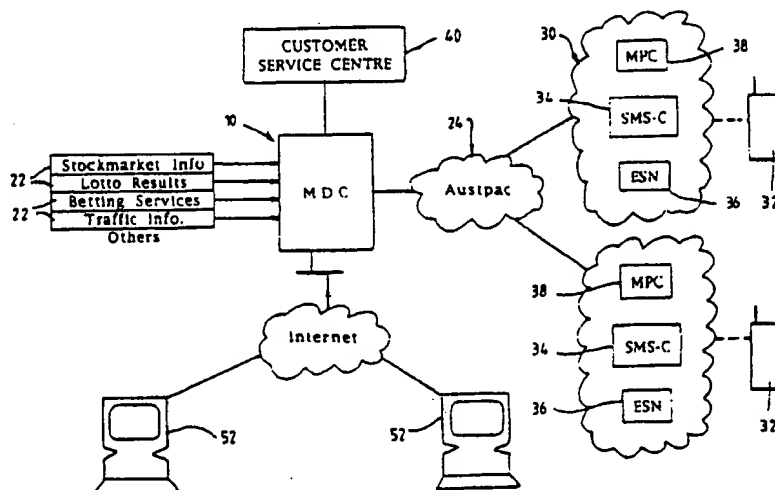 CUSTOMER
SERVICE CENTRE
40
30
MPC
38
34
SMS-C
ESN
36
32
10
MDC
24
Austpac
22
Stockmarket Info
Lotto Results
22
Betting Services
Traffic Info.
Others
38
MPC
34
SMS-C
36
ESN
32
Internet
52
52